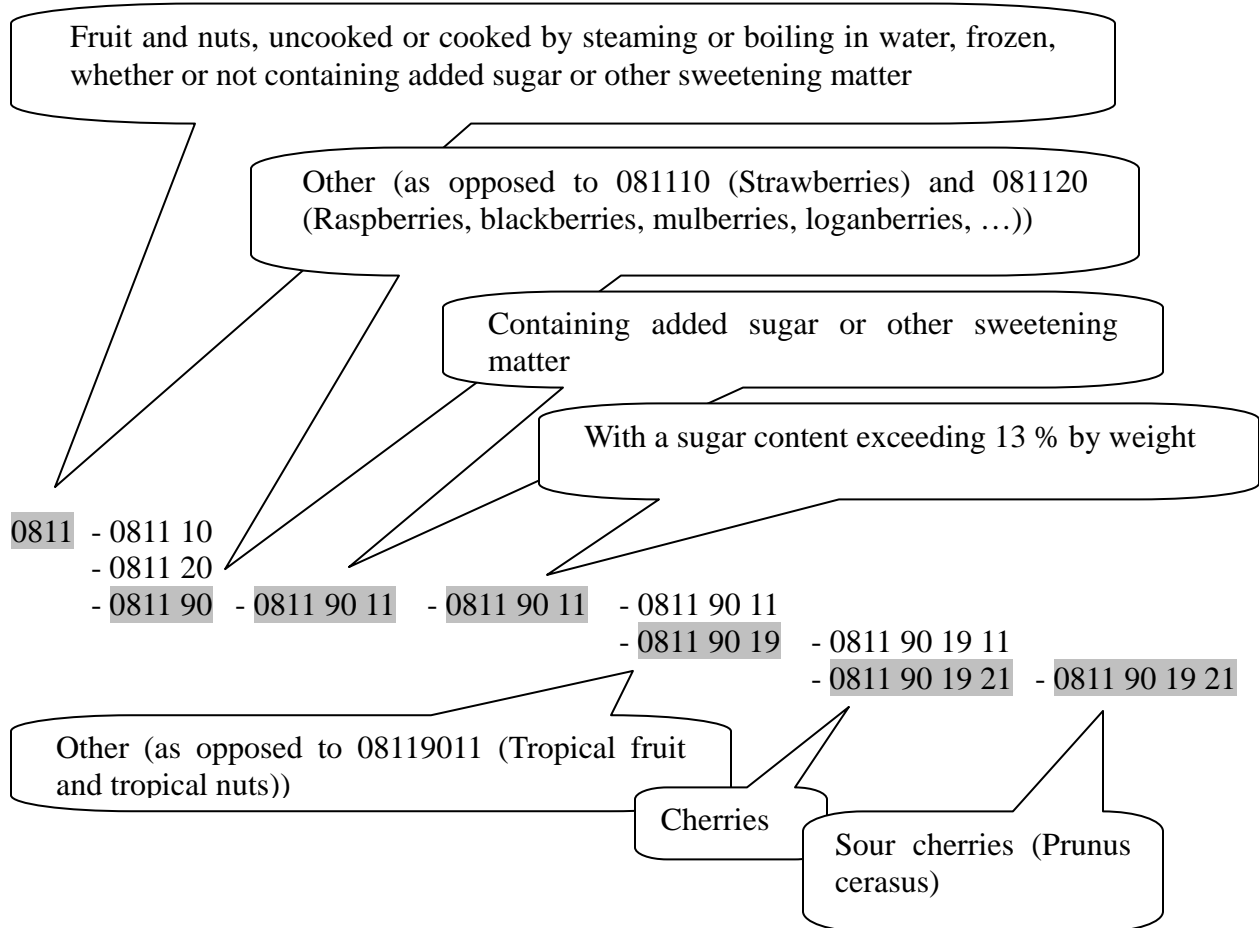 Fruit and nuts, uncooked or cooked by steaming or boiling in water, frozen,
whether or not containing added sugar or other sweetening matter
Other (as opposed to 081110 (Strawberries) and 081120
(Raspberries, blackberries, mulberries, loganberries, …))
Containing added sugar or other sweetening
matter
With a sugar content exceeding 13 % by weight
0811 - 0811 10
- 0811 20
- 0811 90 - 0811 90 11 - 0811 90 11 - 0811 90 11
- 0811 90 19 - 0811 90 19 11
- 0811 90 19 21 - 0811 90 19 21
Other (as opposed to 08119011 (Tropical fruit
and tropical nuts))
Cherries
Sour cherries (Prunus
cerasus)